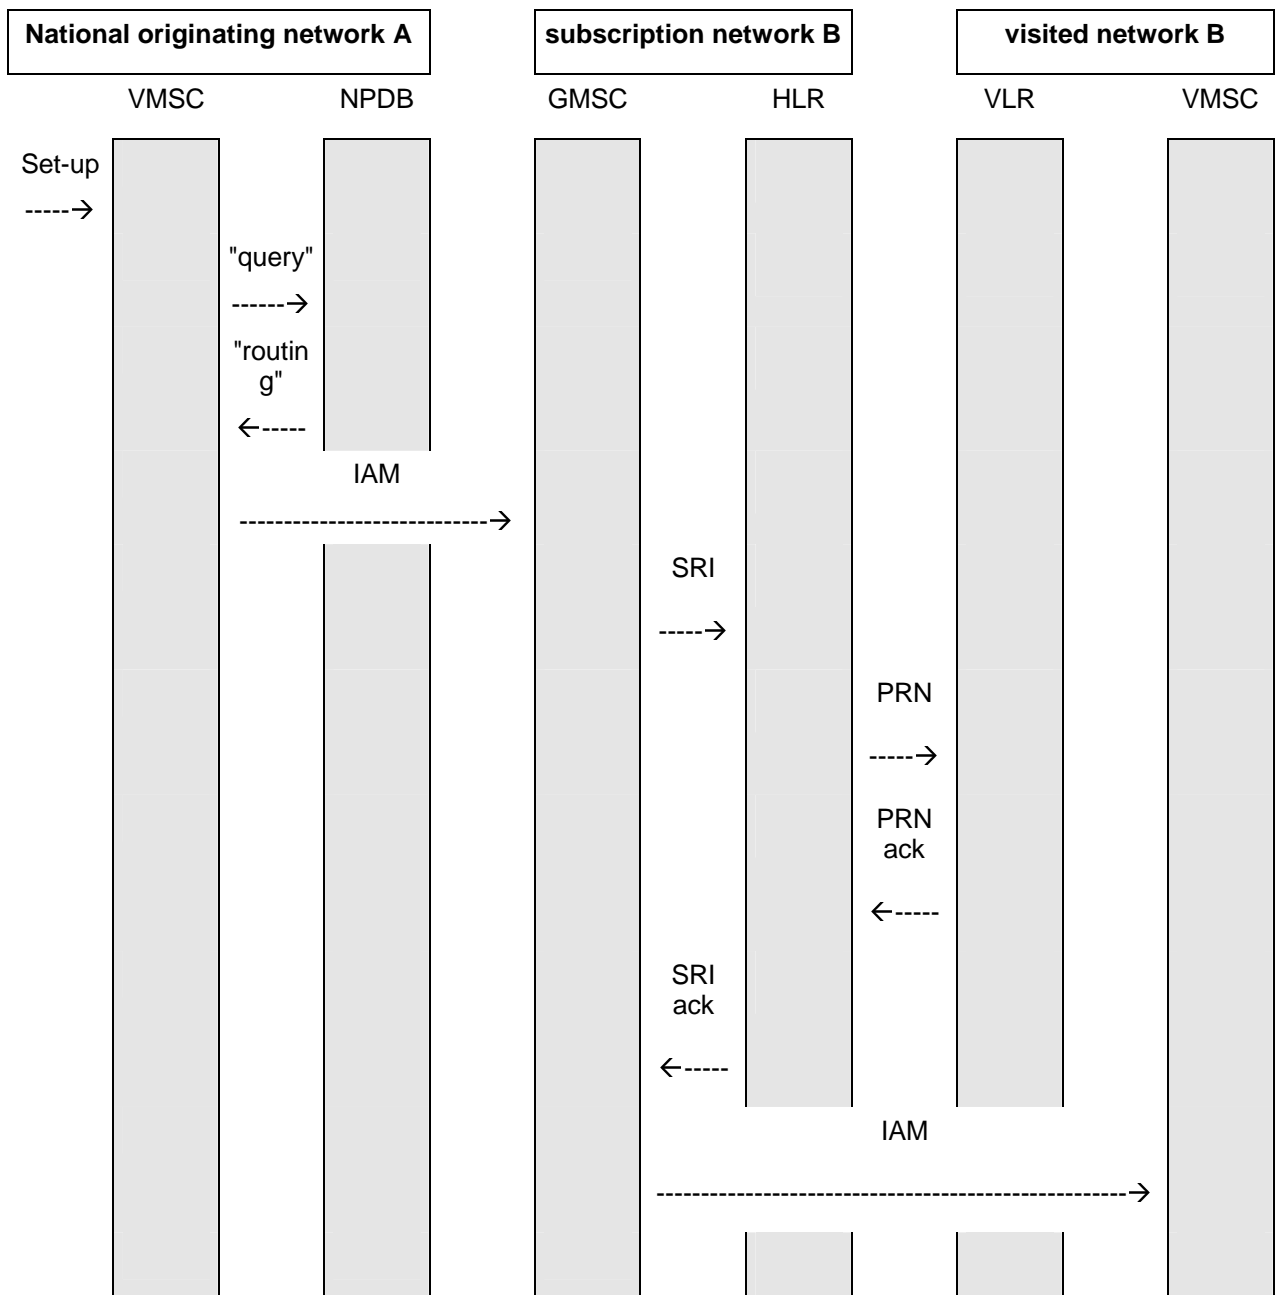 National originating network A
subscription network B
visited network B
VMSC
NPDB
GMSC
HLR
VLR
VMSC
Set-up
-----→
"query"
------→
"routin
g"
←-----
IAM
----------------------------→
SRI
-----→
PRN
-----→
PRN
ack
←-----
SRI
ack
←-----
IAM
-----------------------------------------------------→